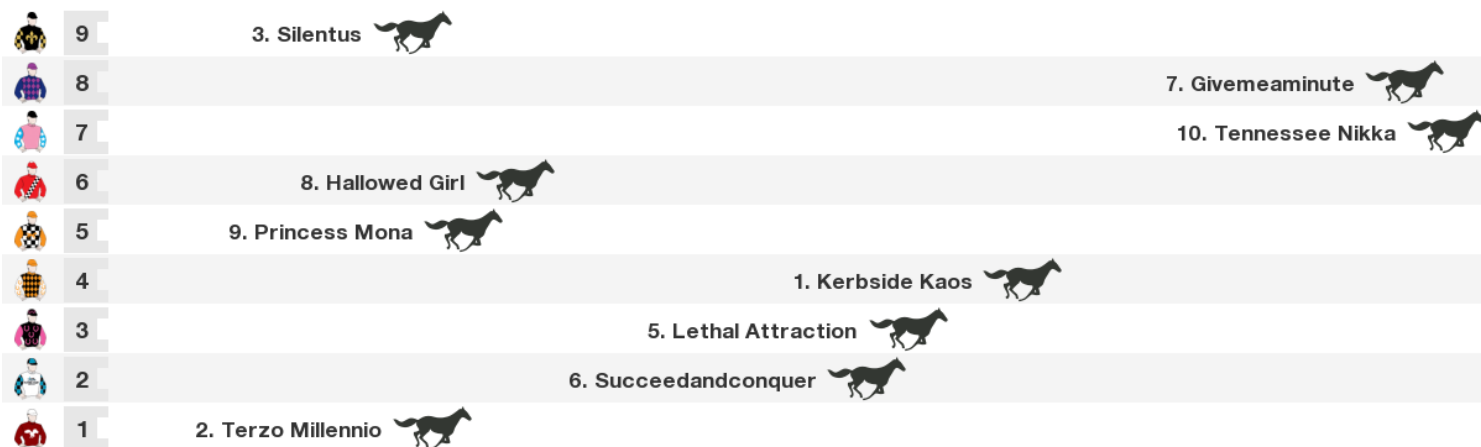 9 3. Silentus
8 7. Givemeaminute
7 10. Tennessee Nikka
6 8. Hallowed Girl
5 9. Princess Mona
4 1. Kerbside Kaos
3 5. Lethal Attraction
2 6. Succeedandconquer
1 2. Terzo Millennio